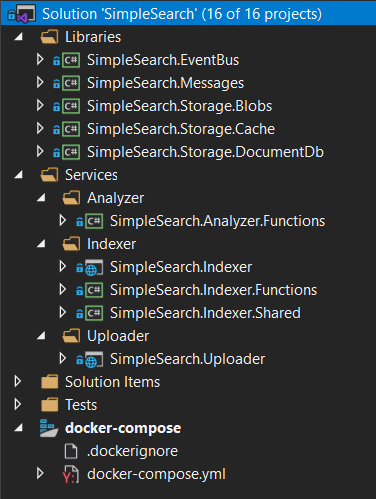 Solution 'SimpleSearch' (16 of 16 projects)
Libraries
C# SimpleSearch.EventBus
C# SimpleSearch.Messages
C# SimpleSearch.Storage.Blobs
C# SimpleSearch.Storage.Cache
C# SimpleSearch.Storage.DocumentDb
Services
Analyzer
C# SimpleSearch.Analyzer.Functions
Indexer
SimpleSearch.Indexer
C# SimpleSearch.Indexer.Functions
C# SimpleSearch.Indexer.Shared
Uploader
SimpleSearch.Uploader
Solution Items
Tests
docker-compose
.dockerignore
Y: docker-compose.yml